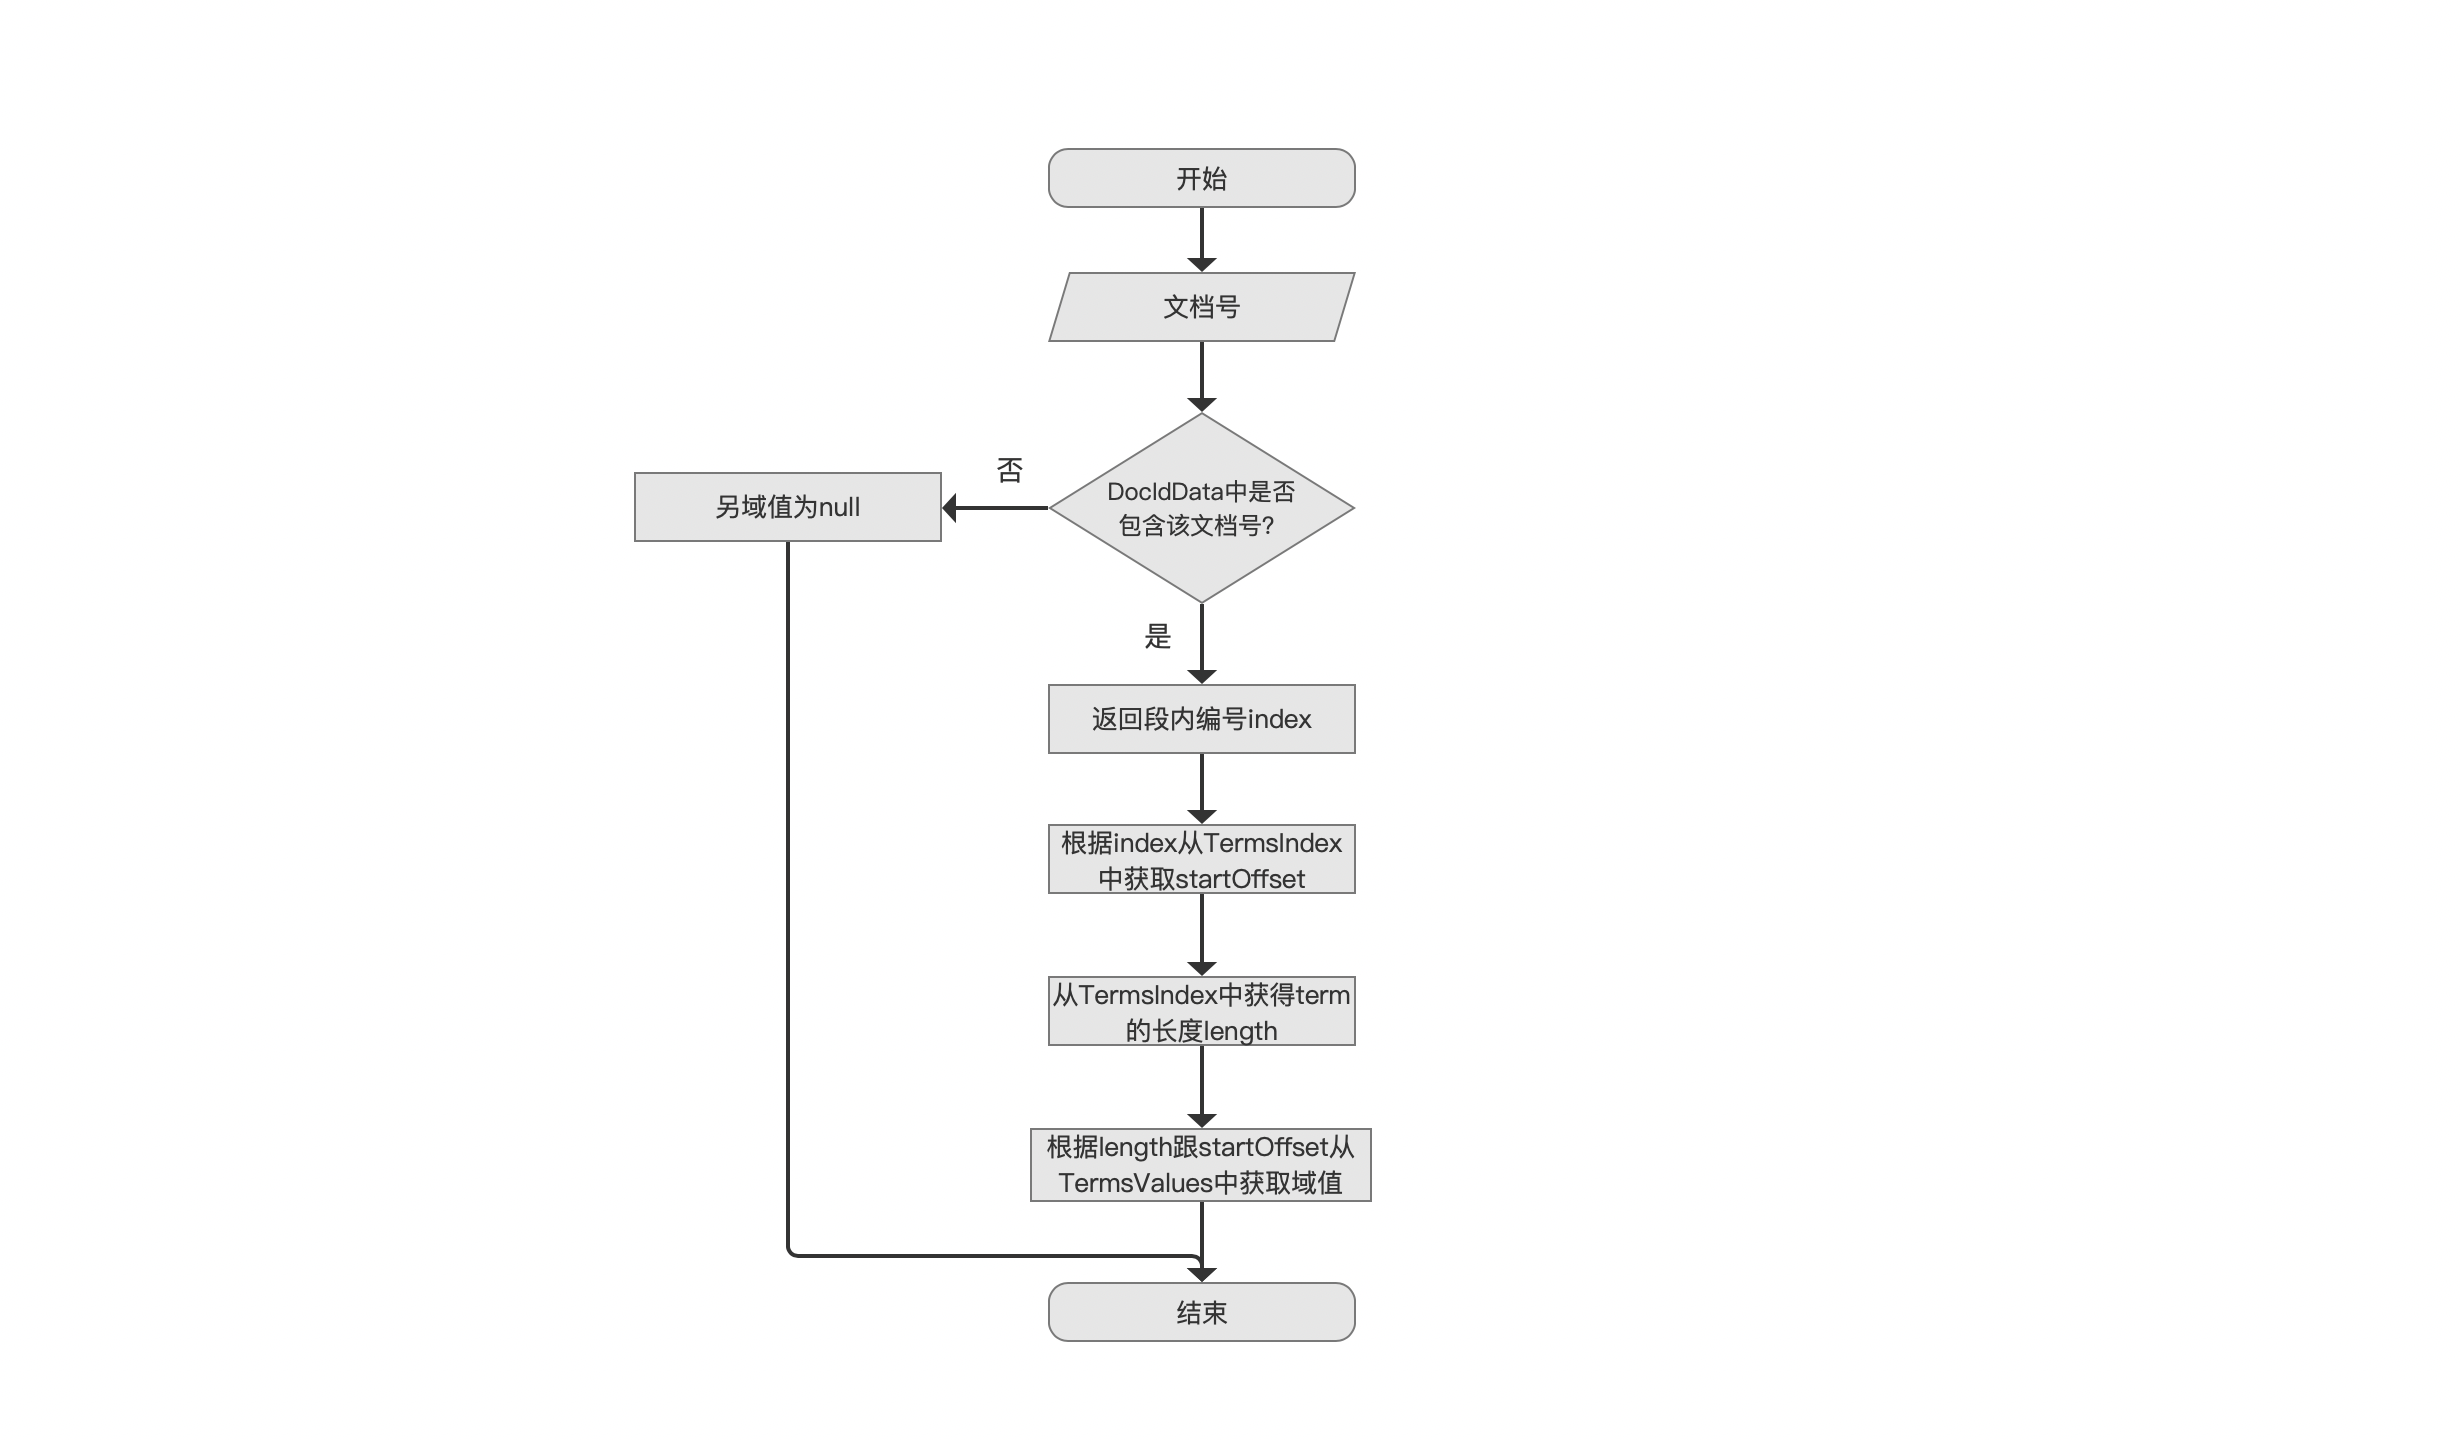 开始
文档号
DocIdData中是否
包含该文档号？
否
另域值为null
是
返回段内编号index
根据index从TermsIndex
中获取startOffset
从TermsIndex中获得term
的长度length
根据length跟startOffset从
TermsValues中获取域值
结束